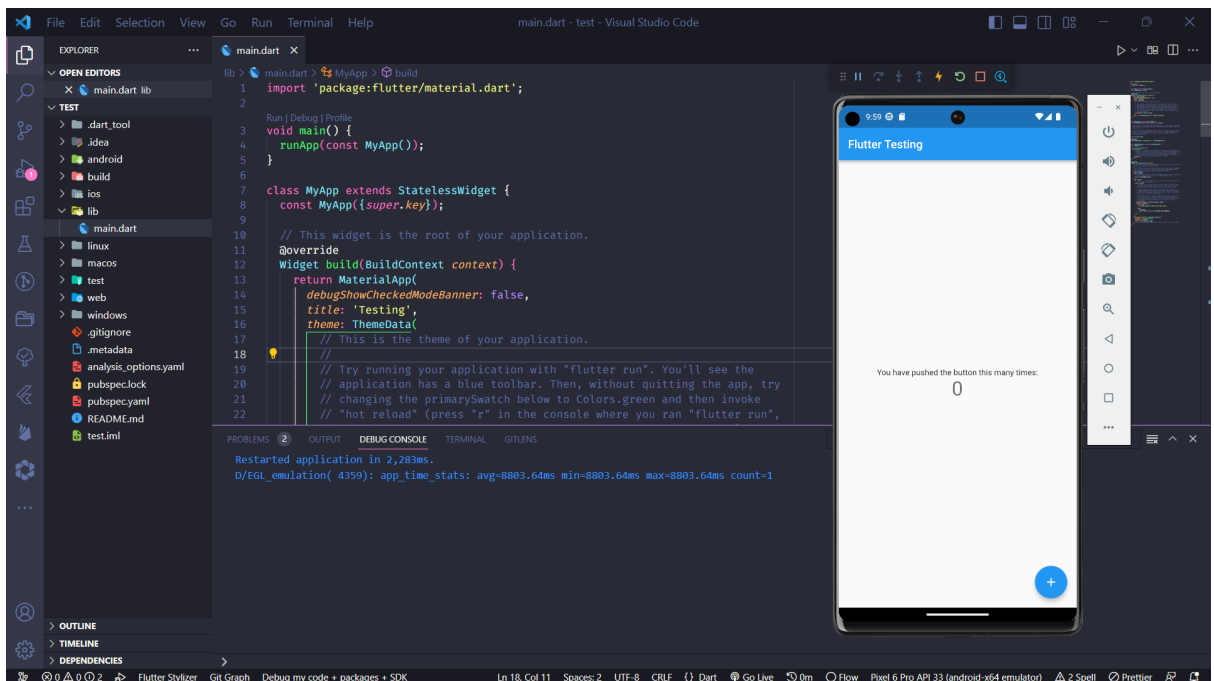 File Edit Selection View Go Run Terminal Help
main.dart - test - Visual Studio Code
EXPLORER
OPEN EDITORS
main.dart lib
TEST
.dart_tool
.idea
android
build
ios
lib
main.dart
linux
macos
test
web
windows
.gitignore
.metadata
analysis_options.yaml
pubspec.lock
pubspec.yaml
README.md
test.iml
OUTLINE
TIMELINE
DEPENDENCIES
1
main.dart
lib > main.dart > MyApp > build
1 import 'package:flutter/material.dart';
2
Run | Debug | Profile
3 void main() {
4 runApp(const MyApp());
5 }
6
7 class MyApp extends StatelessWidget {
8 const MyApp({super.key});
9
10 // This widget is the root of your application.
11 @override
12 Widget build(BuildContext context) {
13 return MaterialApp(
14 debugShowCheckedModeBanner: false,
15 title: 'Testing',
16 theme: ThemeData(
17 // This is the theme of your application.
18 //
19 // Try running your application with "flutter run". You'll see the
20 // application has a blue toolbar. Then, without quitting the app, try
21 // changing the primarySwatch below to Colors.green and then invoke
22 // "hot reload" (press "r" in the console where you ran "flutter run",
PROBLEMS 2 OUTPUT DEBUG CONSOLE TERMINAL GITLENS
Restarted application in 2,283ms.
D/EGL_emulation( 4359): app_time_stats: avg=8803.64ms min=8803.64ms max=8803.64ms count=1
9:59
Flutter Testing
You have pushed the button this many times:
0
0 0 2 Flutter Stylizer Git Graph Debug my code + packages + SDK Ln 18, Col 11 Spaces: 2 UTF-8 CRLF {} Dart Go Live 0m Flow Pixel 6 Pro API 33 (android-x64 emulator) 2 Spell Prettier